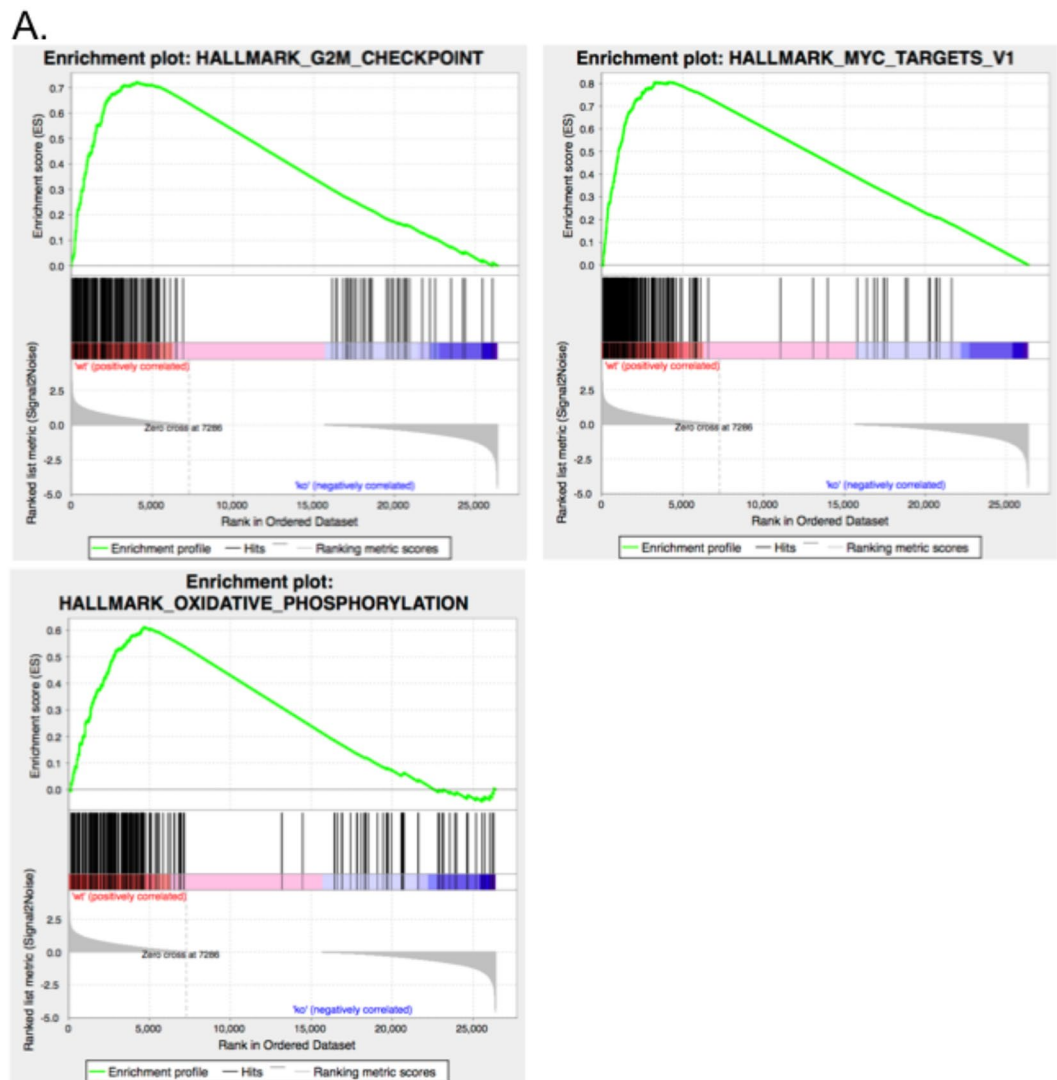 A.
Enrichment plot: HALLMARK_G2M_CHECKPOINT
Enrichment score (ES)
0.7
0.6
0.5
0.4
0.3
0.2
0.1
0.0
'wt' (positively correlated)
Ranked list metric (Signal2Noise)
2.5
0.0
-2.5
-5.0
Zero cross at 7286
'ko' (negatively correlated)
0 5,000 10,000 15,000 20,000 25,000
Rank in Ordered Dataset
Enrichment profile Hits Ranking metric scores
Enrichment plot: HALLMARK_MYC_TARGETS_V1
Enrichment score (ES)
0.8
0.7
0.6
0.5
0.4
0.3
0.2
0.1
0.0
'wt' (positively correlated)
Ranked list metric (Signal2Noise)
2.5
0.0
-2.5
-5.0
Zero cross at 7286
'ko' (negatively correlated)
0 5,000 10,000 15,000 20,000 25,000
Rank in Ordered Dataset
Enrichment profile Hits Ranking metric scores
Enrichment plot:
HALLMARK_OXIDATIVE_PHOSPHORYLATION
Enrichment score (ES)
0.6
0.5
0.4
0.3
0.2
0.1
0.0
'wt' (positively correlated)
Ranked list metric (Signal2Noise)
2.5
0.0
-2.5
-5.0
Zero cross at 7286
'ko' (negatively correlated)
0 5,000 10,000 15,000 20,000 25,000
Rank in Ordered Dataset
Enrichment profile Hits Ranking metric scores